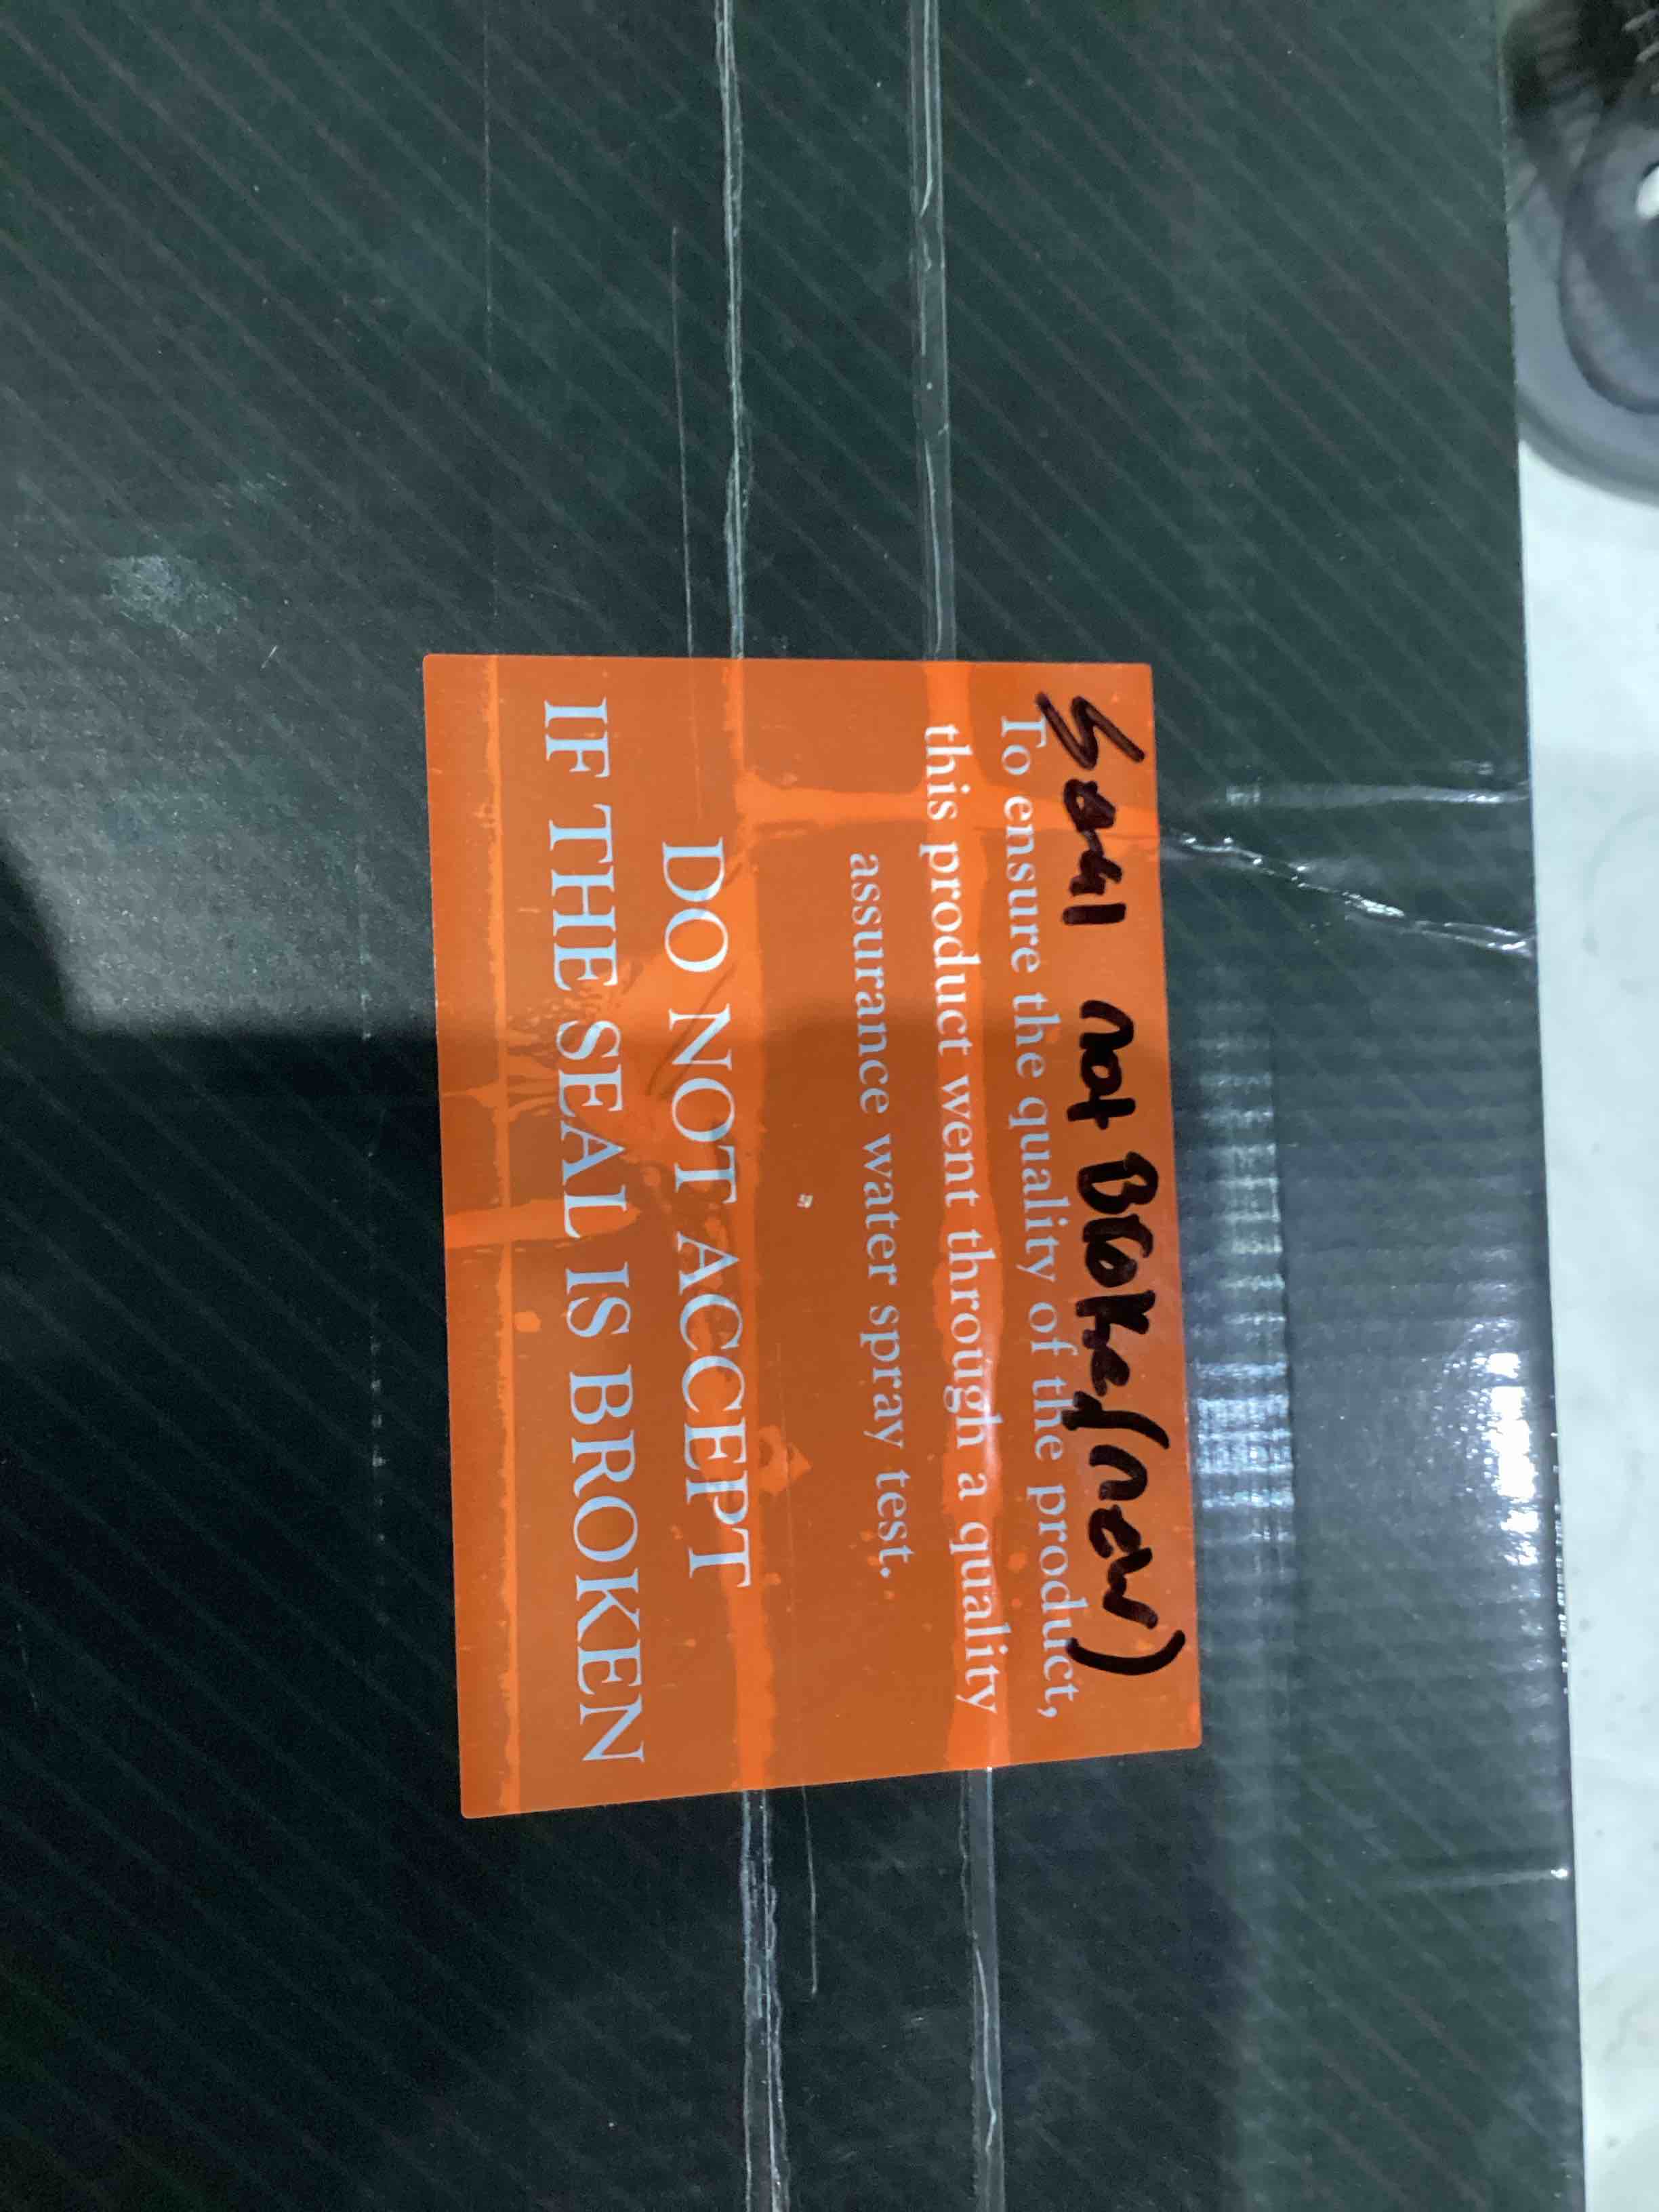 Seal not Broken (new)
To ensure the quality of the product,
this product went through a quality
assurance water spray test.
DO NOT ACCEPT
IF THE SEAL IS BROKEN